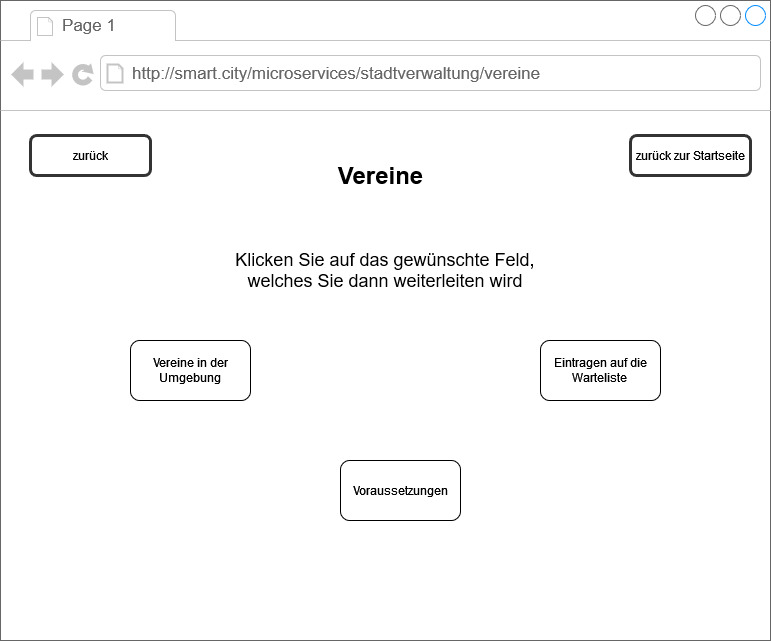 Page 1
http://smart.city/microservices/stadtverwaltung/vereine
zurück
zurück zur Startseite
Vereine
Klicken Sie auf das gewünschte Feld,
welches Sie dann weiterleiten wird
Vereine in der
Umgebung
Eintragen auf die
Warteliste
Voraussetzungen